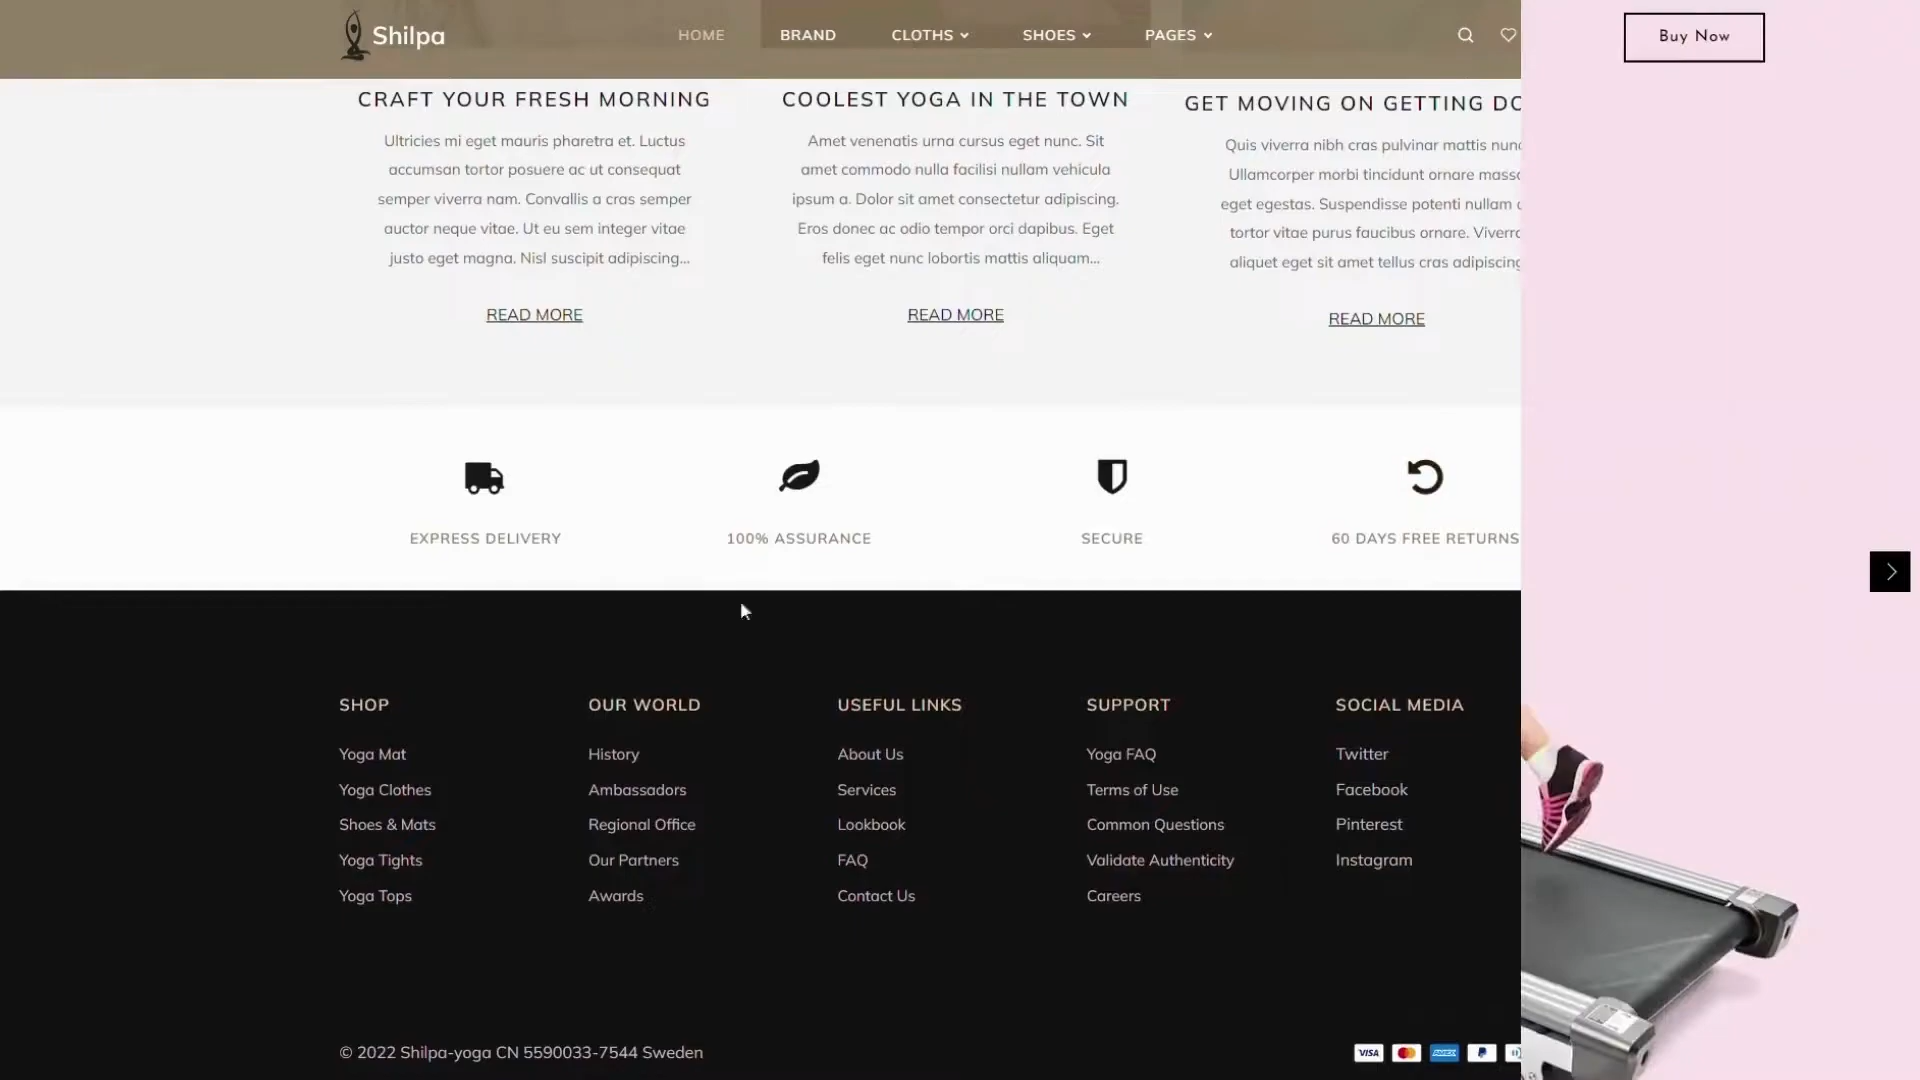 Shilpa
HOME BRAND CLOTHS SHOES PAGES
Buy Now
CRAFT YOUR FRESH MORNING
Ultricies mi eget mauris pharetra et. Luctus
accumsan tortor posuere ac ut consequat
semper viverra nam. Convallis a cras semper
auctor neque vitae. Ut eu sem integer vitae
justo eget magna. Nisl suscipit adipiscing...
READ MORE
COOLEST YOGA IN THE TOWN
Amet venenatis urna cursus eget nunc. Sit
amet commodo nulla facilisi nullam vehicula
ipsum a. Dolor sit amet consectetur adipiscing.
Eros donec ac odio tempor orci dapibus. Eget
felis eget nunc lobortis mattis aliquam...
READ MORE
GET MOVING ON GETTING
Quis viverra nibh cras pulvinar mattis
Ullamcorper morbi tincidunt ornare
eget egestas. Suspendisse potenti nullam
tortor vitae purus faucibus ornare.
aliquet eget sit amet tellus cras
READ MORE
EXPRESS DELIVERY
100% ASSURANCE
SECURE
60 DAYS FREE RETURNS
SHOP
Yoga Mat
Yoga Clothes
Shoes & Mats
Yoga Tights
Yoga Tops
OUR WORLD
History
Ambassadors
Regional Office
Our Partners
Awards
USEFUL LINKS
About Us
Services
Lookbook
FAQ
Contact Us
SUPPORT
Yoga FAQ
Terms of Use
Common Questions
Validate Authenticity
Careers
SOCIAL MEDIA
Twitter
Facebook
Pinterest
Instagram
© 2022 Shilpa-yoga CN 5590033-7544 Sweden
VISA AMEX